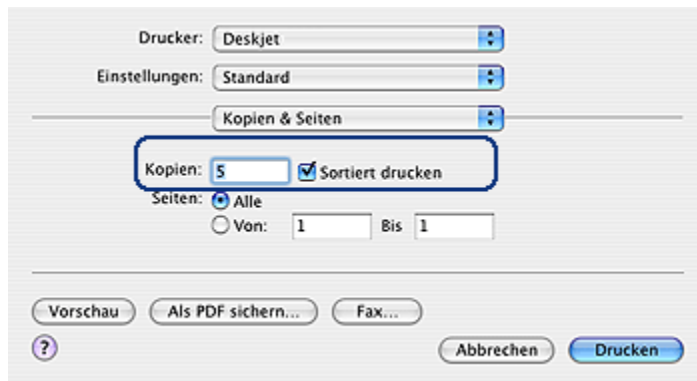 Drucker: Deskjet
Einstellungen: Standard
Kopien & Seiten
Kopien: 5 Sortiert drucken
Seiten: Alle
Von: 1 Bis 1
Vorschau Als PDF sichern... Fax...
? Abbrechen Drucken